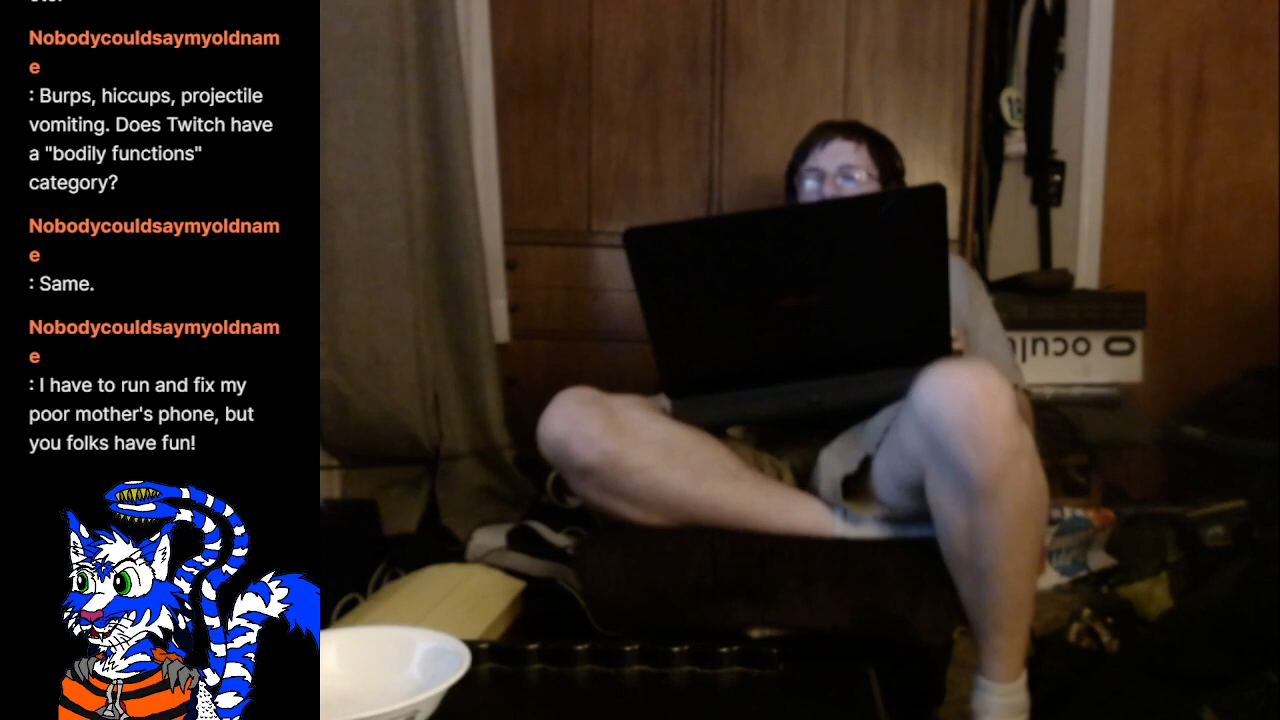 Nobodycouldsaymyoldnam
e
: Burps, hiccups, projectile
vomiting. Does Twitch have
a "bodily functions"
category?
Nobodycouldsaymyoldnam
e
: Same.
Nobodycouldsaymyoldnam
e
: I have to run and fix my
poor mother's phone, but
you folks have fun!
ocul